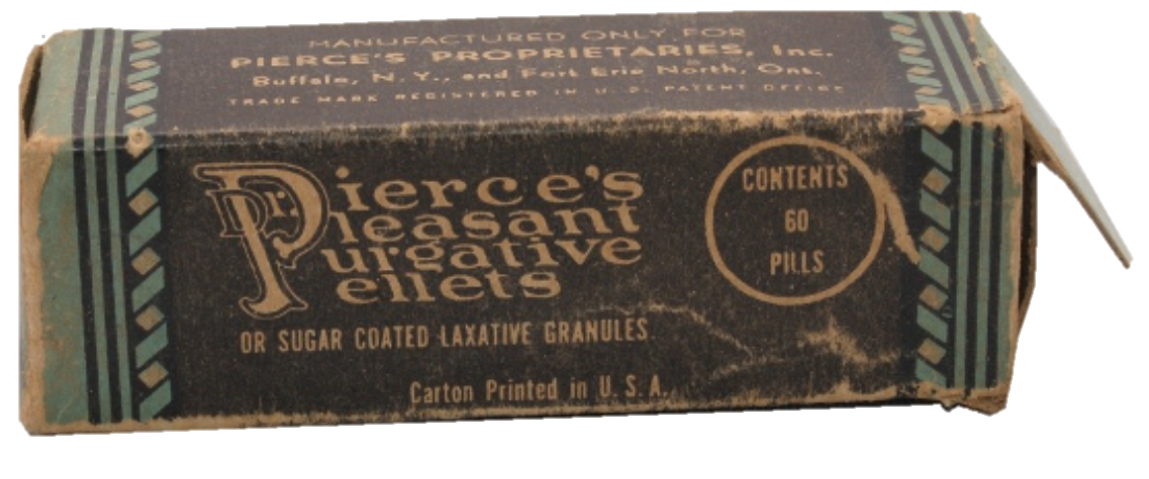 MANUFACTURED ONLY FOR
PIERCE'S PROPRIETARIES, Inc.
Buffalo, N. Y., and Fort Erie North, Ont.
TRADE MARK REGISTERED IN U. S. PATENT OFFICE
Dr. Pierce's
Pleasant
Purgative
Pellets
CONTENTS
60
PILLS
OR SUGAR COATED LAXATIVE GRANULES
Carton Printed in U. S. A.